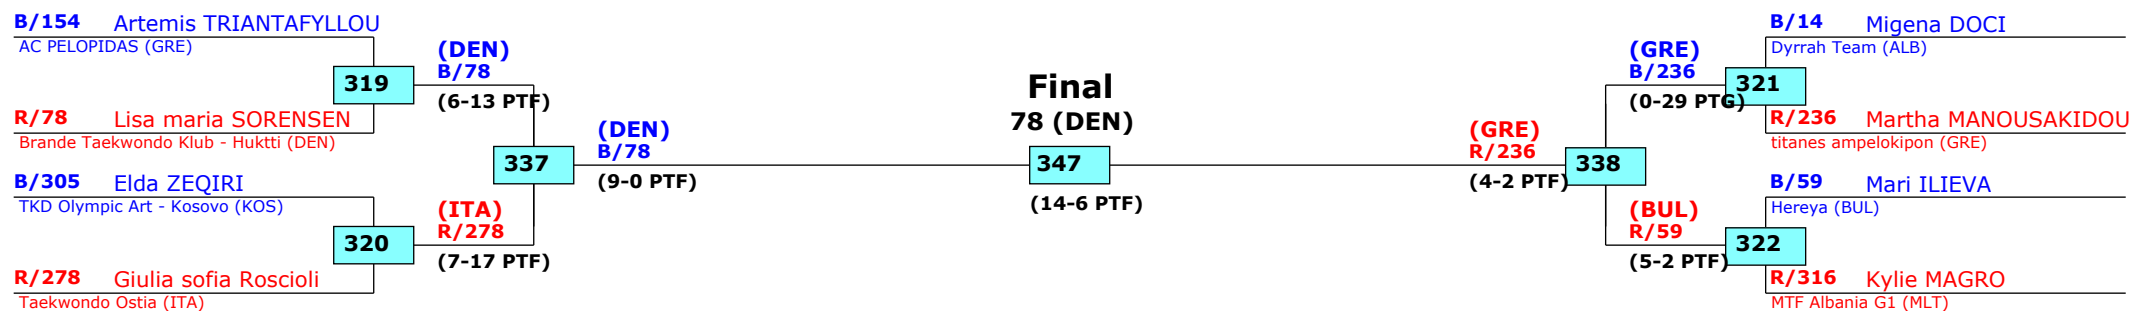 B/154 Artemis TRIANTAFYLLOU
AC PELOPIDAS (GRE)
319
R/78 Lisa maria SORENSEN
Brande Taekwondo Klub - Huktti (DEN)
(DEN)
B/78
(6-13 PTF)
B/305 Elda ZEQIRI
TKD Olympic Art - Kosovo (KOS)
320
R/278 Giulia sofia Roscioli
Taekwondo Ostia (ITA)
(ITA)
R/278
(7-17 PTF)
337
(DEN)
B/78
(9-0 PTF)
Final
78 (DEN)
347
(14-6 PTF)
(GRE)
R/236
(4-2 PTF)
338
(GRE)
B/236
(0-29 PTG)
B/14 Migena DOCI
Dyrrah Team (ALB)
321
R/236 Martha MANOUSAKIDOU
titanes ampelokipon (GRE)
(BUL)
R/59
(5-2 PTF)
B/59 Mari ILIEVA
Hereya (BUL)
322
R/316 Kylie MAGRO
MTF Albania G1 (MLT)